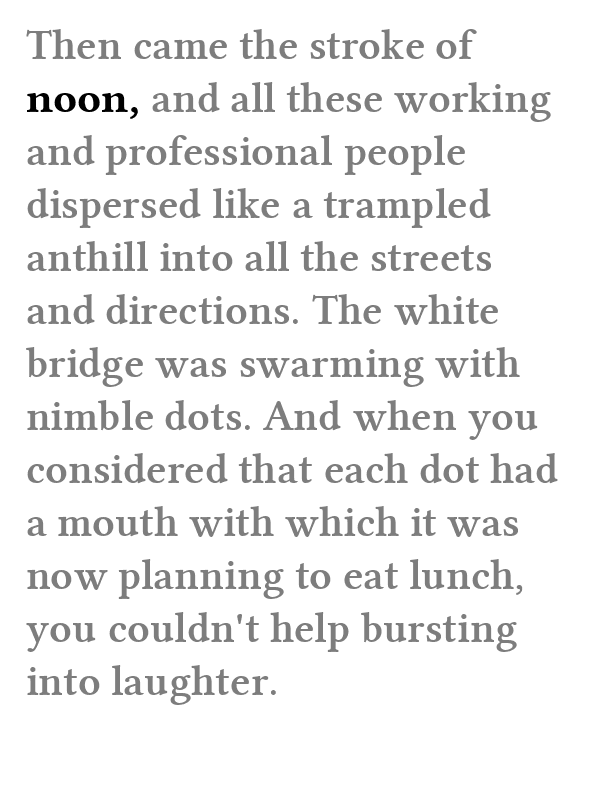 Then came the stroke of
noon, and all these working
and professional people
dispersed like a trampled
anthill into all the streets
and directions. The white
bridge was swarming with
nimble dots. And when you
considered that each dot had
a mouth with which it was
now planning to eat lunch,
you couldn't help bursting
into laughter.